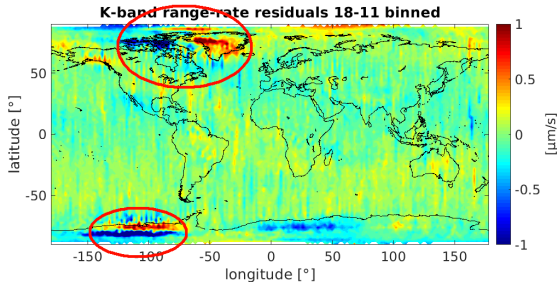 K-band range-rate residuals 18-11 binned
1
0.5
0
-0.5
-1
[µm/s]
50
0
-50
latitude [°]
-150 -100 -50 0 50 100 150
longitude [°]